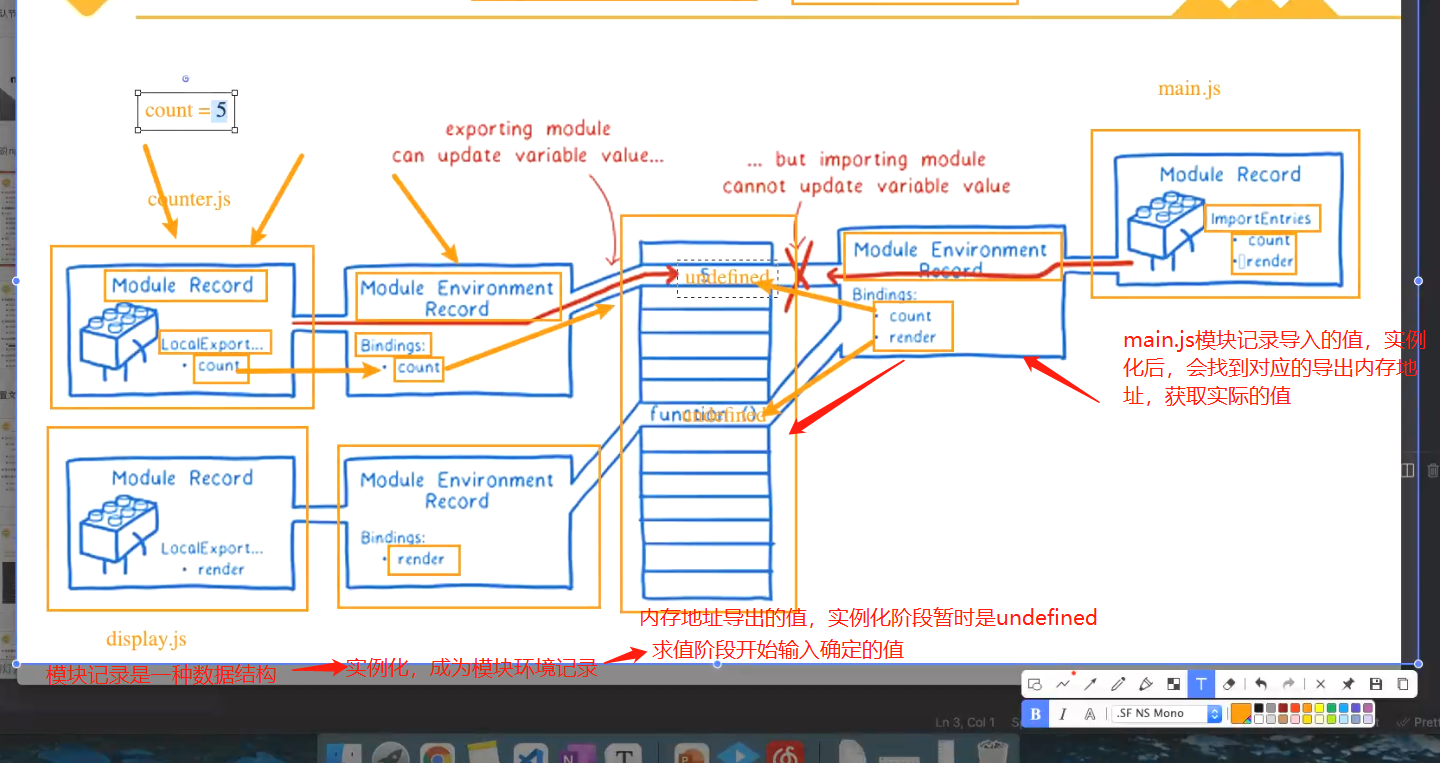 count = 5
main.js
exporting module
can update variable value...
... but importing module
cannot update variable value
counter.js
Module Record
LocalExport...
• count
Module Environment
Record
Bindings:
• count
5
undefined
function ()
undefined
Module Environment
Record
Bindings:
• count
• render
Module Record
ImportEntries
• count
• render
main.js模块记录导入的值，实例
化后，会找到对应的导出内存地
址，获取实际的值
Module Record
LocalExport...
• render
Module Environment
Record
Bindings:
• render
display.js
内存地址导出的值，实例化阶段暂时是undefined
求值阶段开始输入确定的值
模块记录是一种数据结构
实例化，成为模块环境记录
T
B I A .SF NS Mono
Ln 3, Col 1